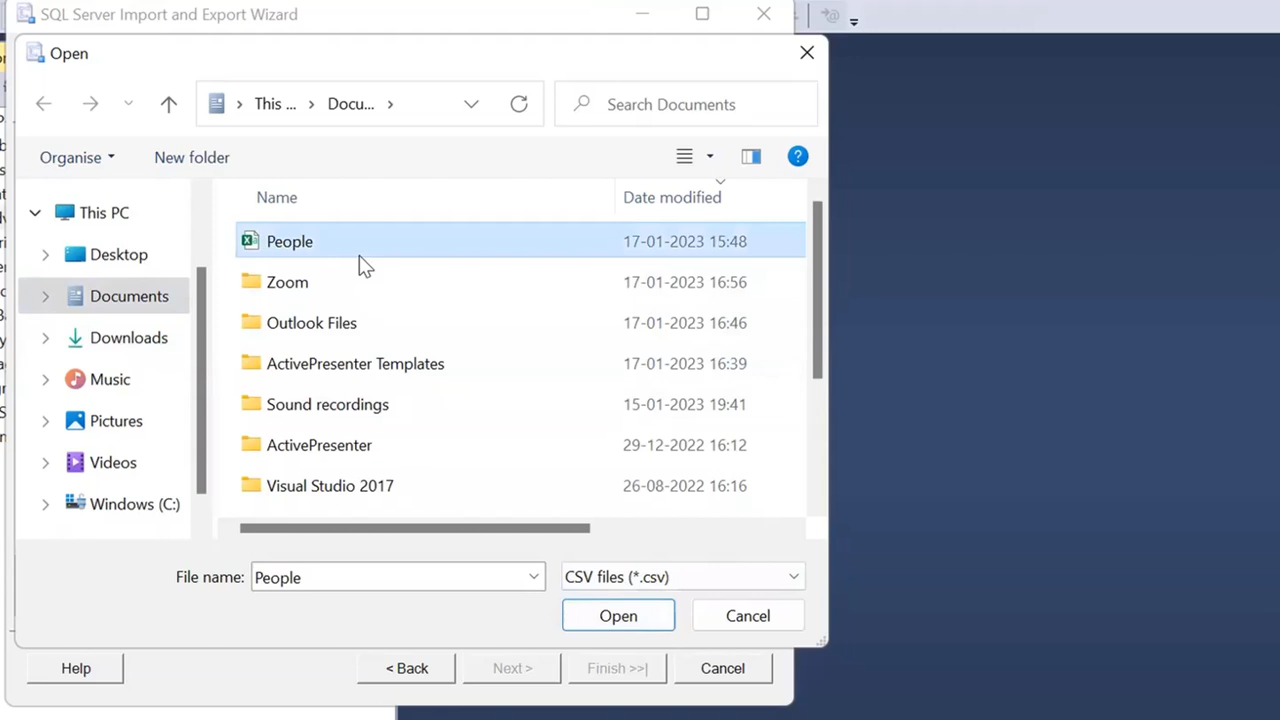 SQL Server Import and Export Wizard
Open
This ... Docu...
Search Documents
Organise New folder
Name Date modified
This PC
Desktop
Documents
Downloads
Music
Pictures
Videos
Windows (C:)
People 17-01-2023 15:48
Zoom 17-01-2023 16:56
Outlook Files 17-01-2023 16:46
ActivePresenter Templates 17-01-2023 16:39
Sound recordings 15-01-2023 19:41
ActivePresenter 29-12-2022 16:12
Visual Studio 2017 26-08-2022 16:16
File name: People CSV files (*.csv)
Open Cancel
Help < Back Next > Finish >>| Cancel